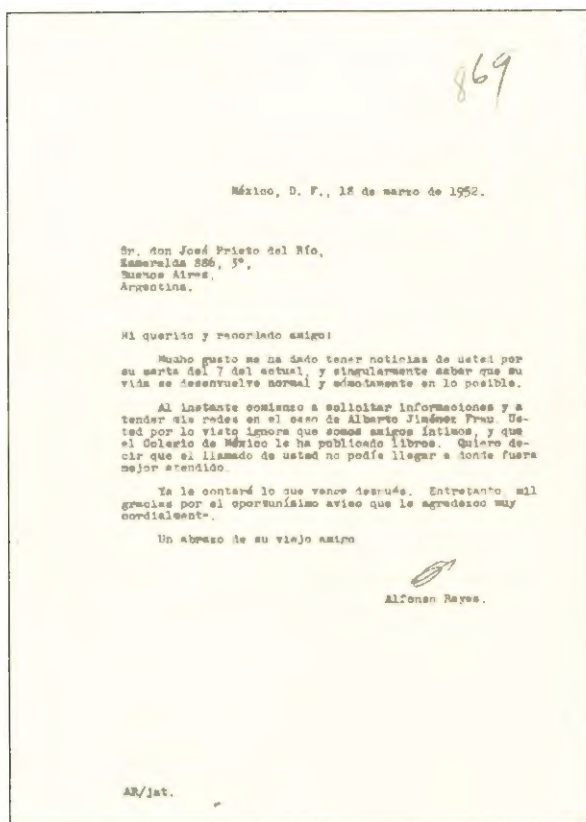 869
México, D. F., 18 de marzo de 1952.
Sr. don José Prieto del Río,
Esmeralda 886, 5º,
Buenos Aires,
Argentina.
Mi querido y recordado amigo:
Mucho gusto me ha dado tener noticias de usted por
su carta del 7 del actual, y singularmente saber que su
vida se desenvuelve normal y cómodamente en lo posible.
Al instante comienzo a solicitar informaciones y a
tender mis redes en el caso de Alberto Jiménez Frau. Us-
ted por lo visto ignora que somos amigos íntimos, y que
el Colegio de México le ha publicado libros. Quiero de-
cir que el llamado de usted no podía llegar a donde fuera
mejor atendido.
Ya le contaré lo que venga después. Entretanto, mil
gracias por el oportunísimo aviso que le agradezco muy
cordialmente.
Un abrazo de su viejo amigo
Alfonso Reyes.
AR/jat.